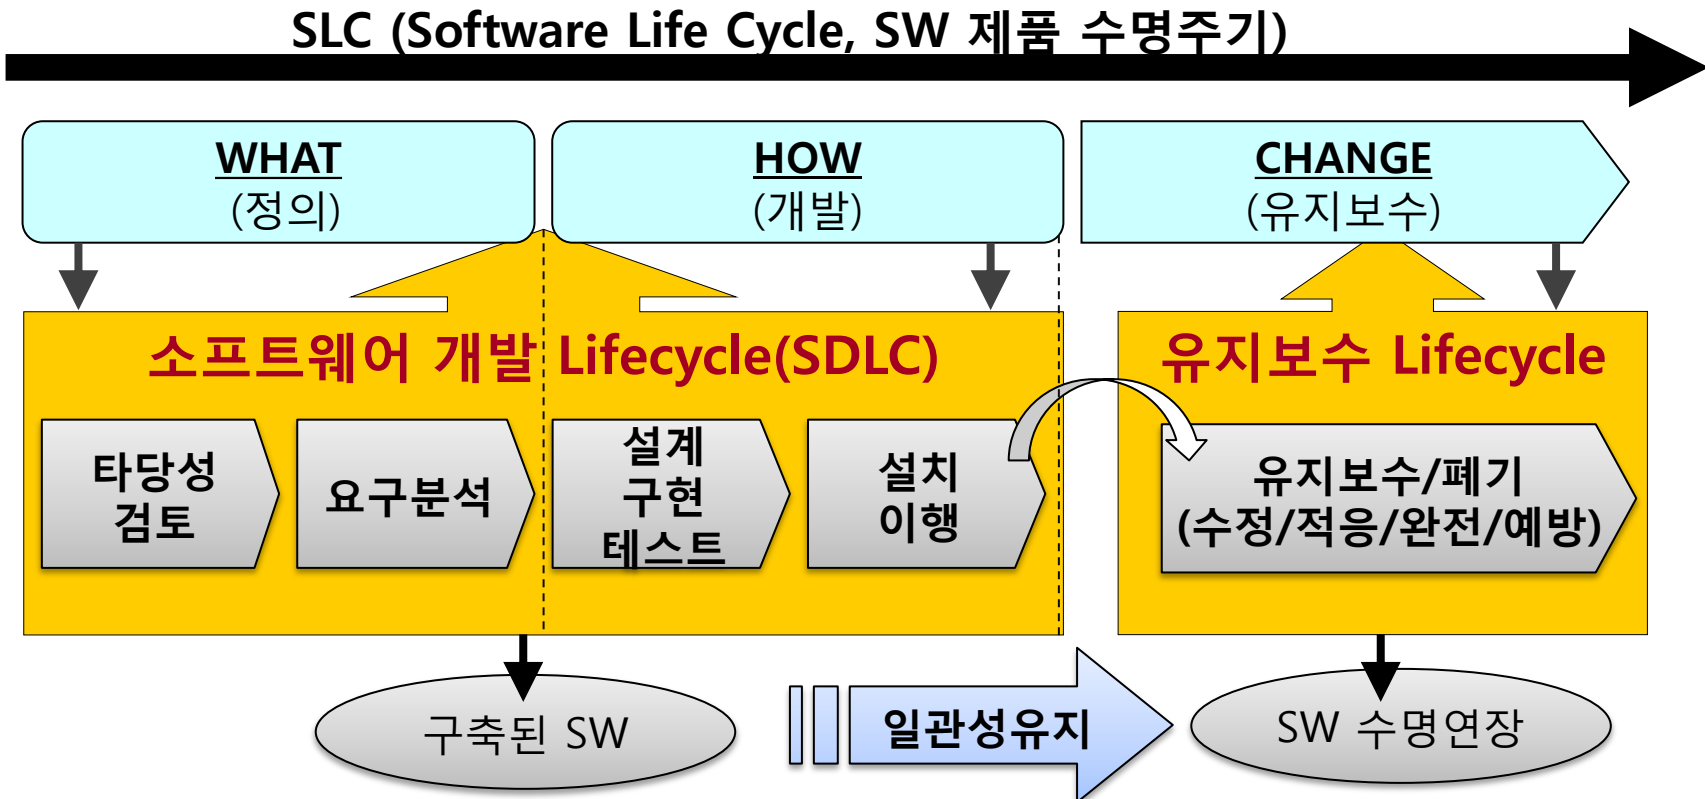 SLC (Software Life Cycle, SW 제품 수명주기)
WHAT
(정의)
HOW
(개발)
CHANGE
(유지보수)
소프트웨어 개발 Lifecycle(SDLC)
유지보수 Lifecycle
타당성
검토
요구분석
설계
구현
테스트
설치
이행
유지보수/폐기
(수정/적응/완전/예방)
구축된 SW
일관성유지
SW 수명연장